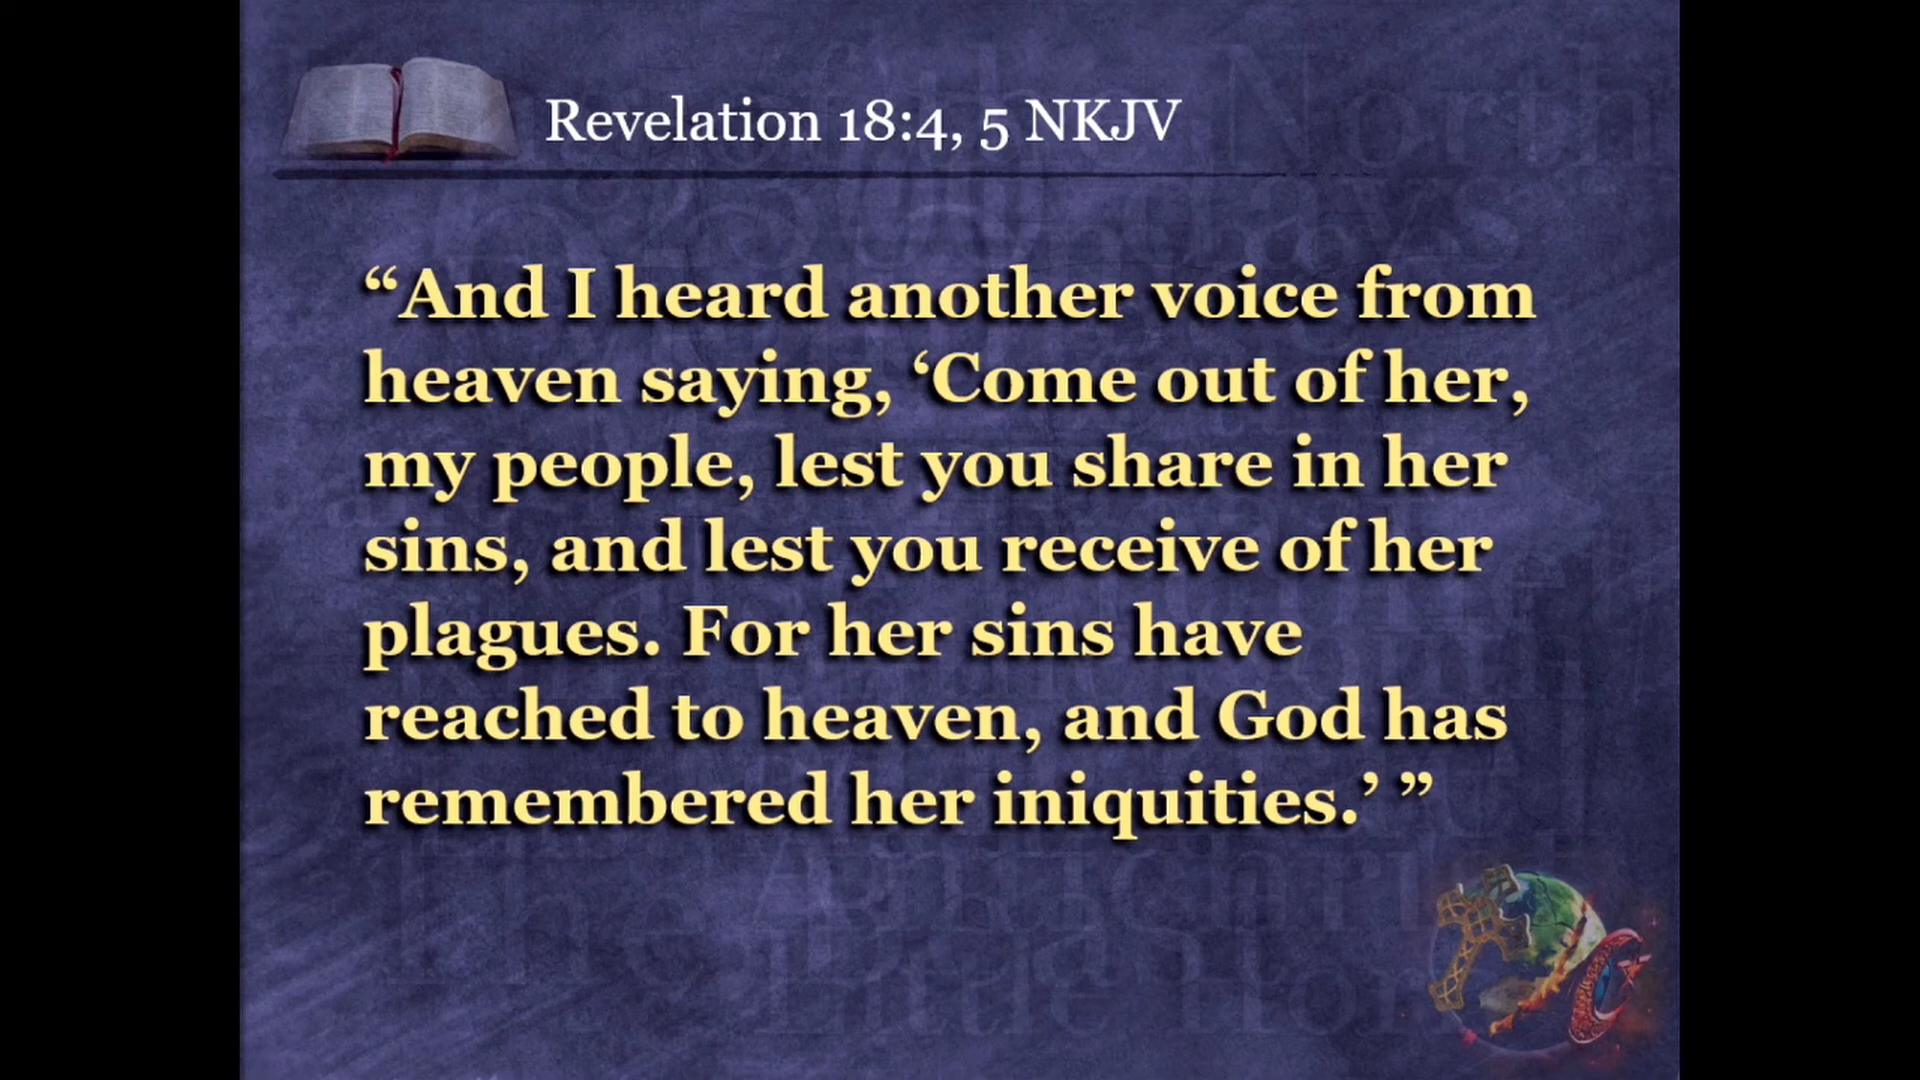 Revelation 18:4, 5 NKJV
“And I heard another voice from
heaven saying, ‘Come out of her,
my people, lest you share in her
sins, and lest you receive of her
plagues. For her sins have
reached to heaven, and God has
remembered her iniquities.’ ”